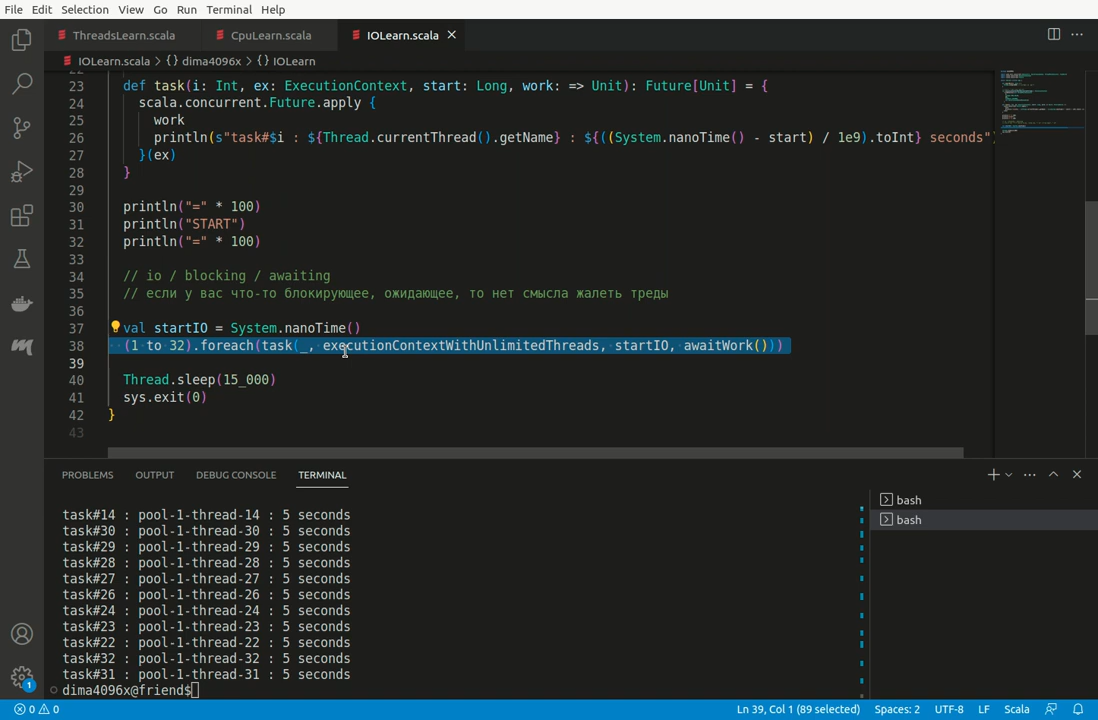 File Edit Selection View Go Run Terminal Help
ThreadsLearn.scala CpuLearn.scala IOLearn.scala
IOLearn.scala > {} dima4096x > {} IOLearn
23 def task(i: Int, ex: ExecutionContext, start: Long, work: => Unit): Future[Unit] = {
24 scala.concurrent.Future.apply {
25 work
26 println(s"task#$i : ${Thread.currentThread().getName} : ${((System.nanoTime() - start) / 1e9).toInt} seconds"
27 }(ex)
28 }
29
30 println("=" * 100)
31 println("START")
32 println("=" * 100)
33
34 // io / blocking / awaiting
35 // если у вас что-то блокирующее, ожидающее, то нет смысла жалеть треды
36
37 val startIO = System.nanoTime()
38 (1 to 32).foreach(task(_, executionContextWithUnlimitedThreads, startIO, awaitWork()))
39
40 Thread.sleep(15_000)
41 sys.exit(0)
42 }
43
PROBLEMS OUTPUT DEBUG CONSOLE TERMINAL
bash
bash
task#14 : pool-1-thread-14 : 5 seconds
task#30 : pool-1-thread-30 : 5 seconds
task#29 : pool-1-thread-29 : 5 seconds
task#28 : pool-1-thread-28 : 5 seconds
task#27 : pool-1-thread-27 : 5 seconds
task#26 : pool-1-thread-26 : 5 seconds
task#24 : pool-1-thread-24 : 5 seconds
task#23 : pool-1-thread-23 : 5 seconds
task#22 : pool-1-thread-22 : 5 seconds
task#32 : pool-1-thread-32 : 5 seconds
task#31 : pool-1-thread-31 : 5 seconds
dima4096x@friend$
1
0 0 Ln 39, Col 1 (89 selected) Spaces: 2 UTF-8 LF Scala